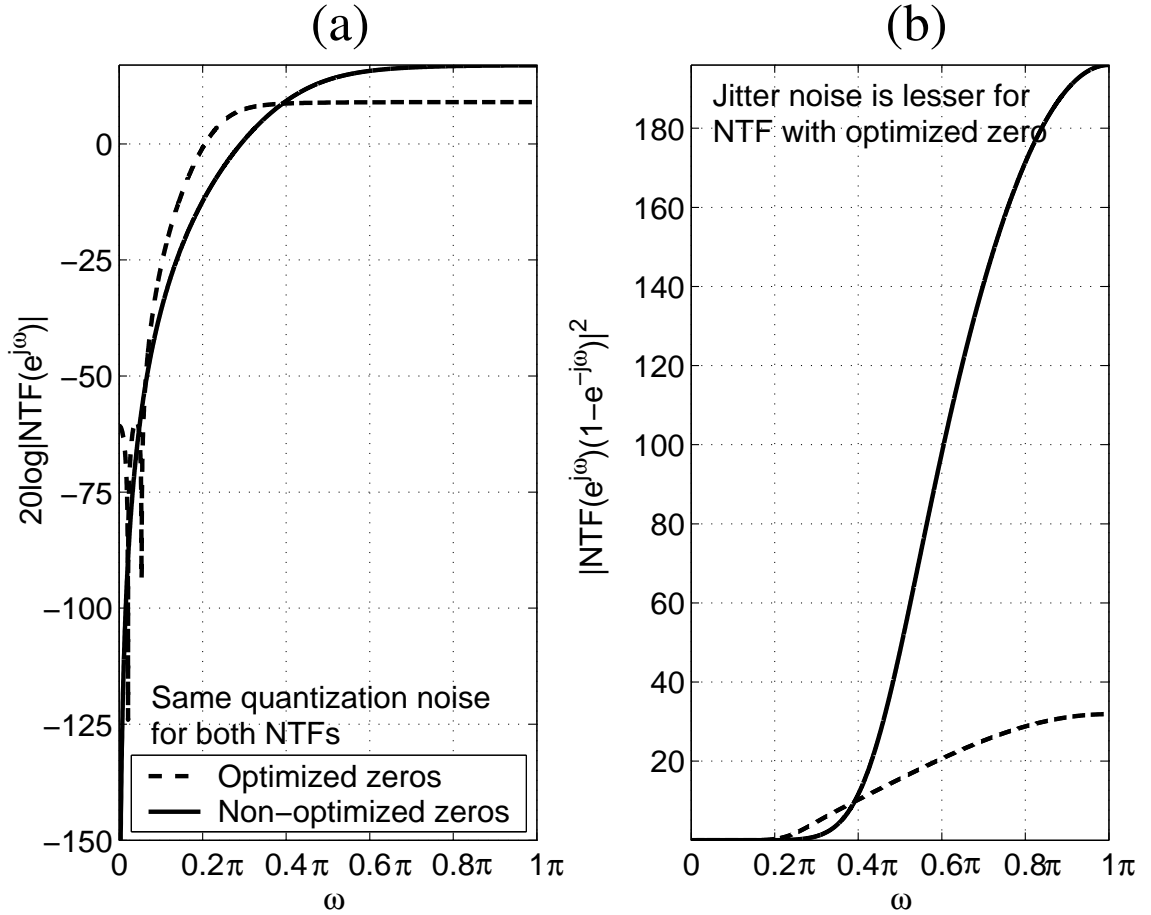 (a)
20log|NTF(e^{jω})|
0
−25
−50
−75
−100
−125
−150
Same quantization noise
for both NTFs
Optimized zeros
Non−optimized zeros
0 0.2π 0.4π 0.6π 0.8π 1π
ω
(b)
|NTF(e^{jω})(1−e^{−jω})|²
Jitter noise is lesser for
NTF with optimized zero
180
160
140
120
100
80
60
40
20
0 0.2π 0.4π 0.6π 0.8π 1π
ω